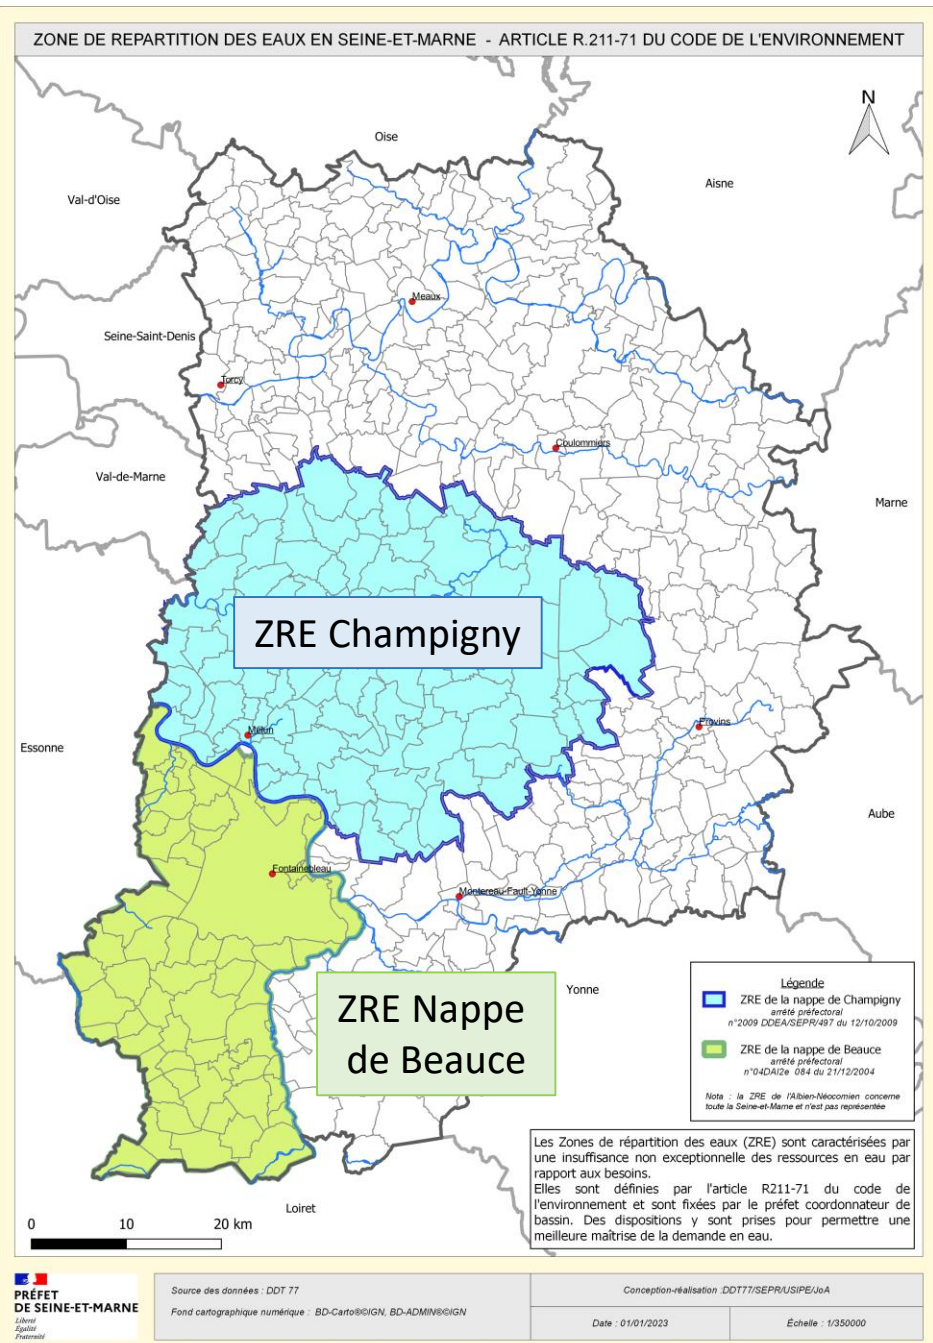 ZONE DE REPARTITION DES EAUX EN SEINE-ET-MARNE - ARTICLE R.211-71 DU CODE DE L'ENVIRONNEMENT
N
Oise
Aisne
Val-d'Oise
Meaux
Seine-Saint-Denis
Torcy
Coulommiers
Val-de-Marne
Marne
ZRE Champigny
Provins
Melun
Essonne
Aube
Fontainebleau
Montereau-Fault-Yonne
ZRE Nappe
de Beauce
Yonne
Légende
ZRE de la nappe de Champigny
arrêté préfectoral
n°2009 DDEA/SEPR/497 du 12/10/2009
ZRE de la nappe de Beauce
arrêté préfectoral
n°04DAI2e 084 du 21/12/2004
Nota : la ZRE de l'Albien-Néocomien concerne
toute la Seine-et-Marne et n'est pas représentée
Les Zones de répartition des eaux (ZRE) sont caractérisées par
une insuffisance non exceptionnelle des ressources en eau par
rapport aux besoins.
Elles sont définies par l'article R211-71 du code de
l'environnement et sont fixées par le préfet coordonnateur de
bassin. Des dispositions y sont prises pour permettre une
meilleure maîtrise de la demande en eau.
Loiret
0 10 20 km
PRÉFET
DE SEINE-ET-MARNE
Liberté
Égalité
Fraternité
Source des données : DDT 77
Fond cartographique numérique : BD-Carto®©IGN, BD-ADMIN®©IGN
Conception-réalisation :DDT77/SEPR/USIPE/JoA
Date : 01/01/2023
Échelle : 1/350000